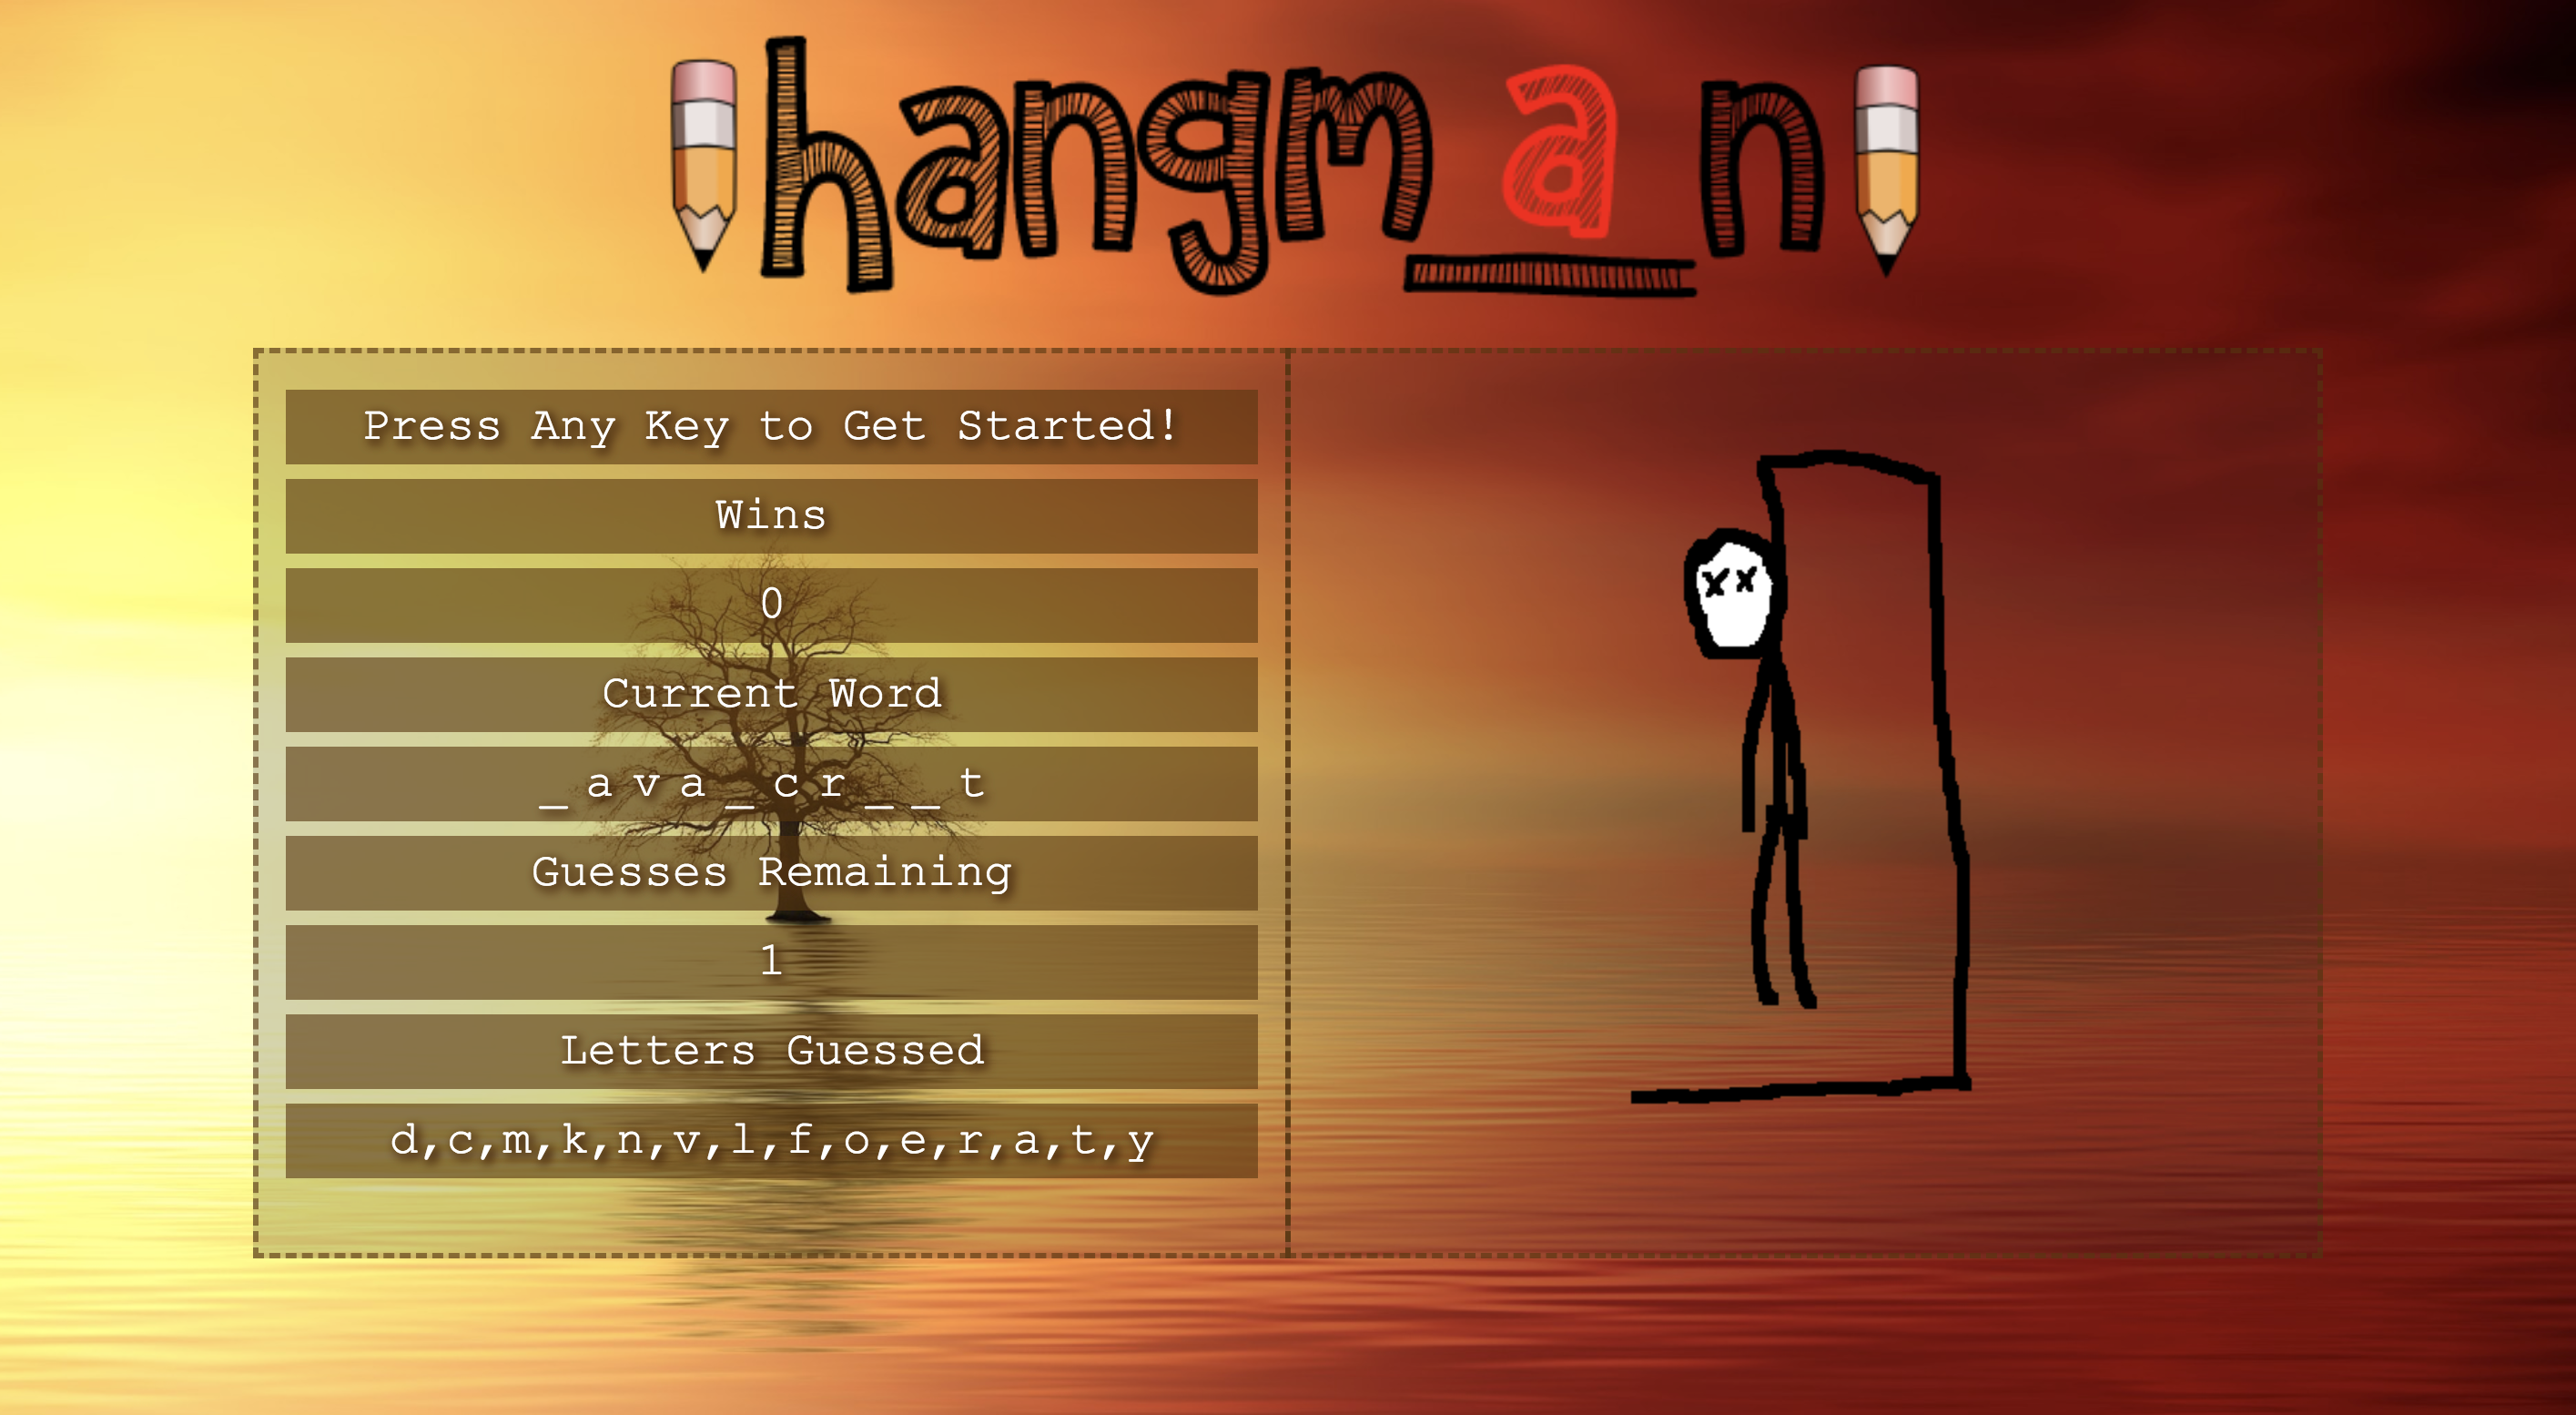 hangm_a_n
Press Any Key to Get Started!
Wins
0
Current Word
_ a v a _ c r _ _ t
Guesses Remaining
1
Letters Guessed
d,c,m,k,n,v,l,f,o,e,r,a,t,y